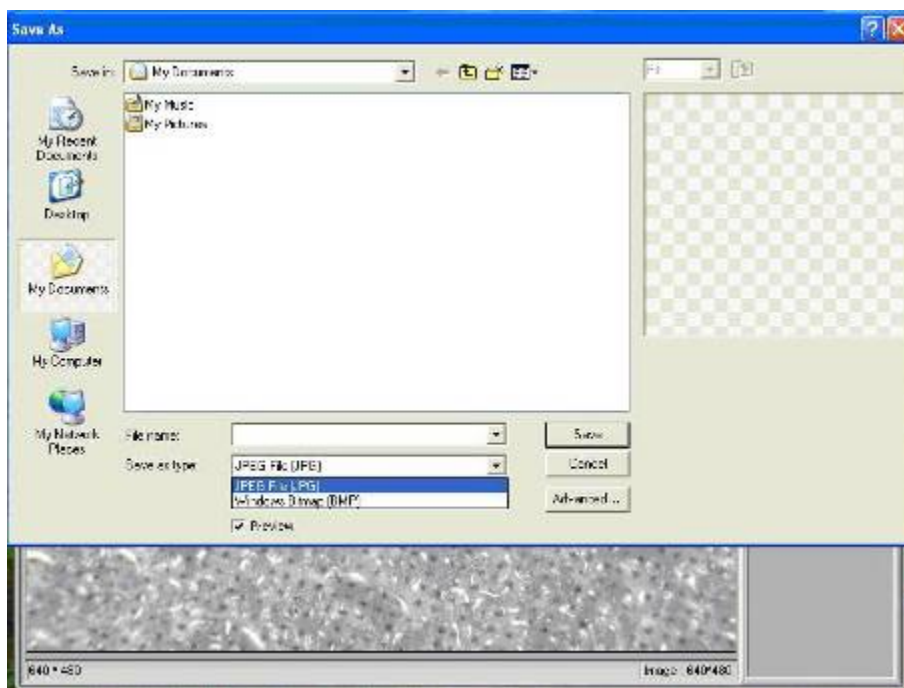 Save As
Save in: My Documents
My Music
My Pictures
My Recent
Documents
Desktop
My Documents
My Computer
My Network
Places
File name:
Save
Save as type:
JPEG File (JPG)
Cancel
JPEG File (JPG)
Windows Bitmap (BMP)
Advanced...
Preview
640 * 480
Image : 640*480